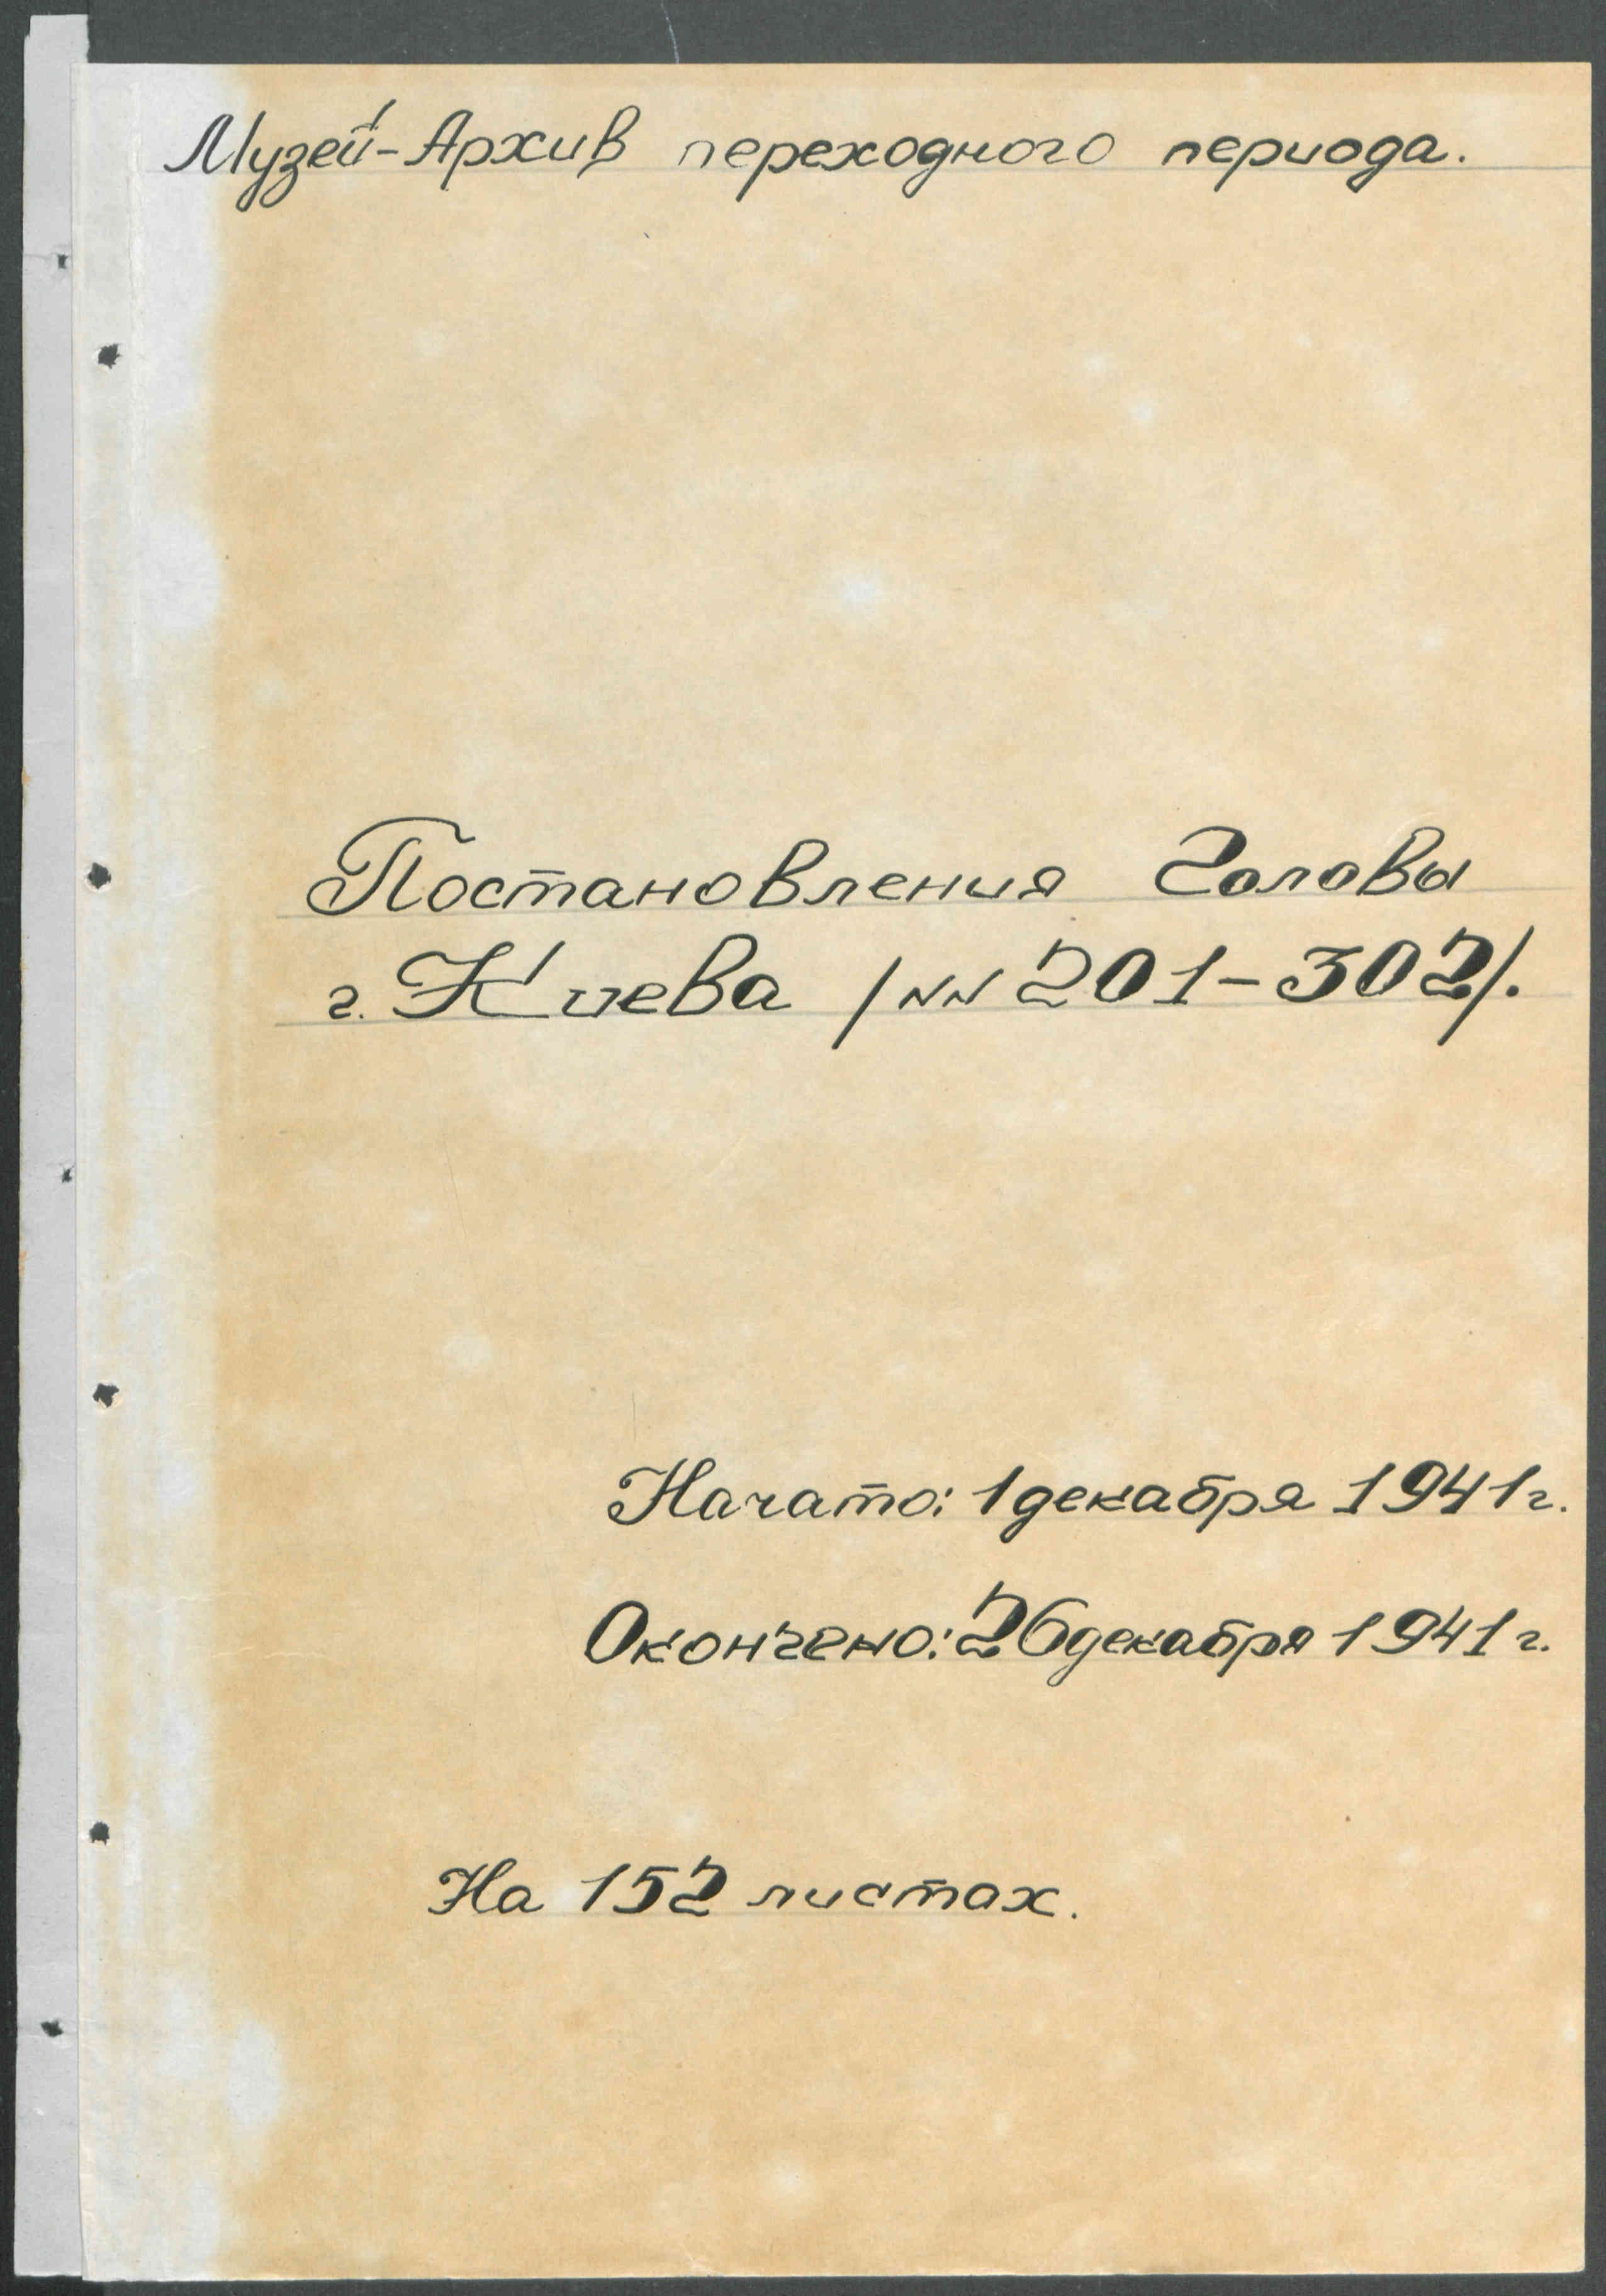 Музей-Архив переходного периода.
Постановления Головы
г. Киева /NN 201-302/.
Начато: 1 декабря 1941 г.
Окончено: 26 декабря 1941 г.
На 152 листах.